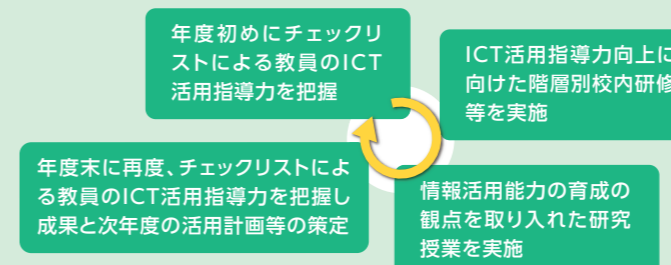 年度初めにチェックリ
ストによる教員のICT
活用指導力を把握
ICT活用指導力向上に
向けた階層別校内研修
等を実施
情報活用能力の育成の
観点を取り入れた研究
授業を実施
年度末に再度、チェックリストによ
る教員のICT活用指導力を把握し
成果と次年度の活用計画等の策定